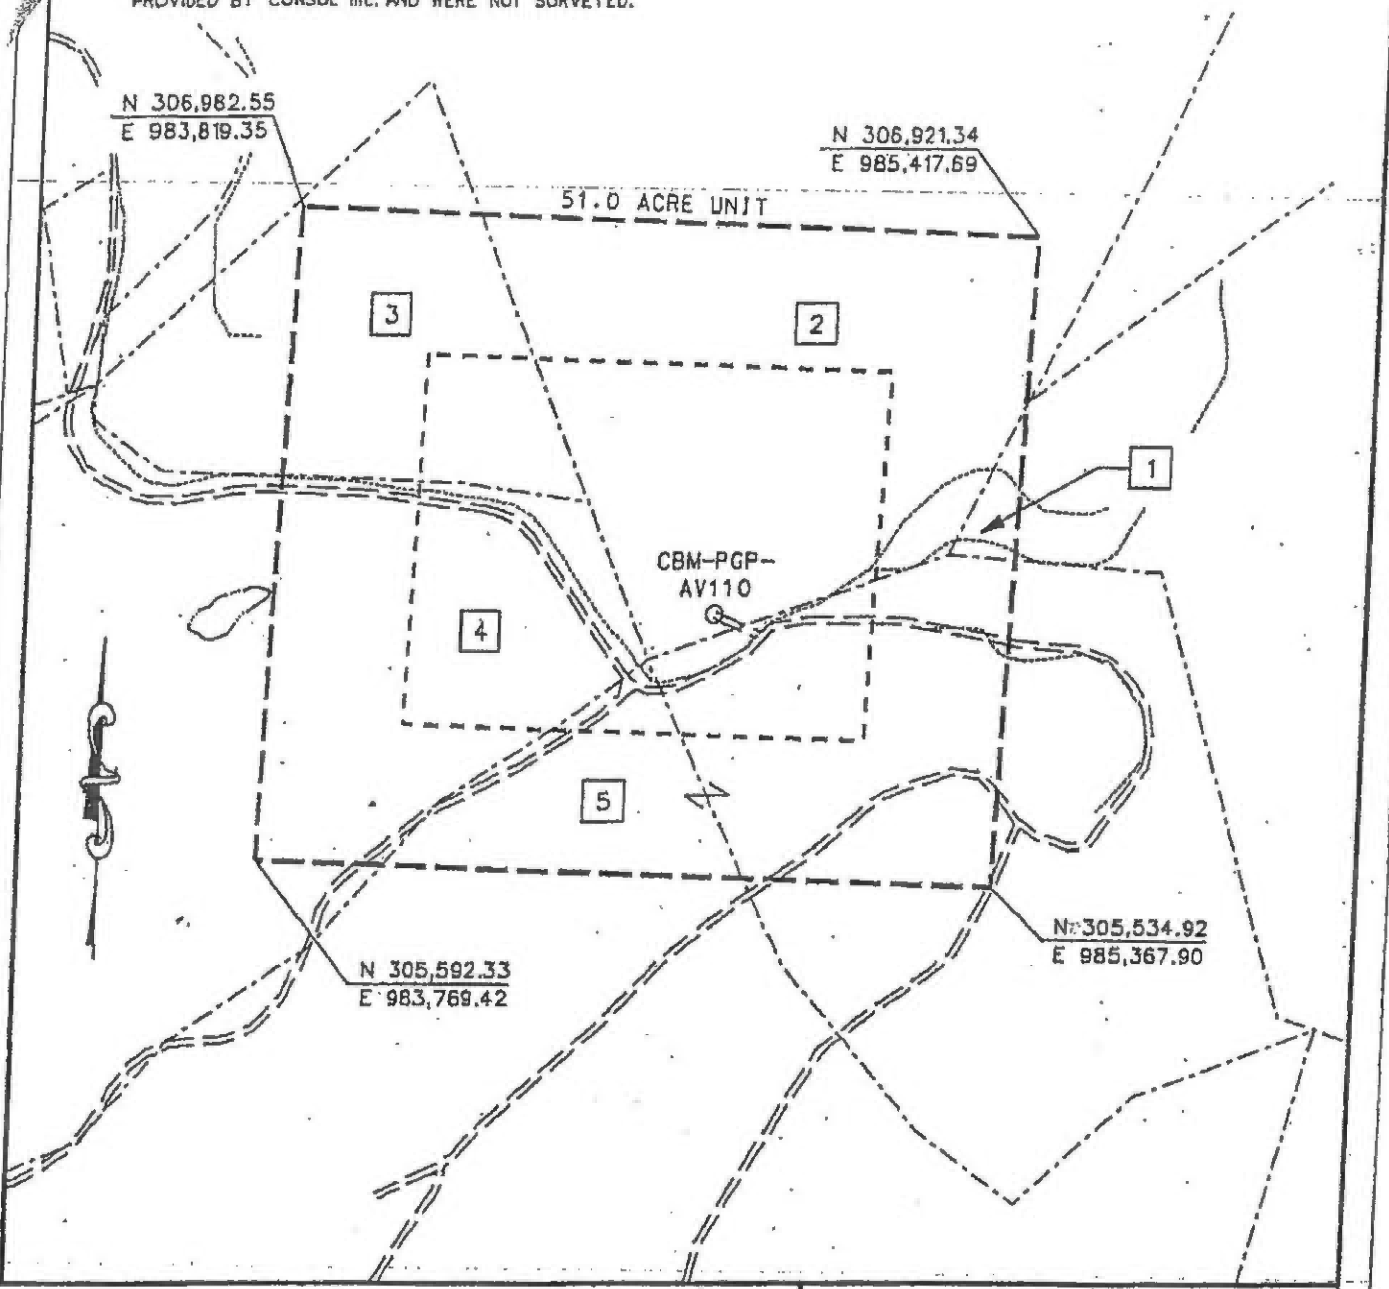 PROVIDED BY CONSOL INC. AND WERE NOT SURVEYED.
N 306,982.55
E 983,819.35
N 306,921.34
E 985,417.69
51.0 ACRE UNIT
3
2
1
CBM-PGP-
AV110
4
5
N 305,534.92
E 985,367.90
N 305,592.33
E 983,769.42